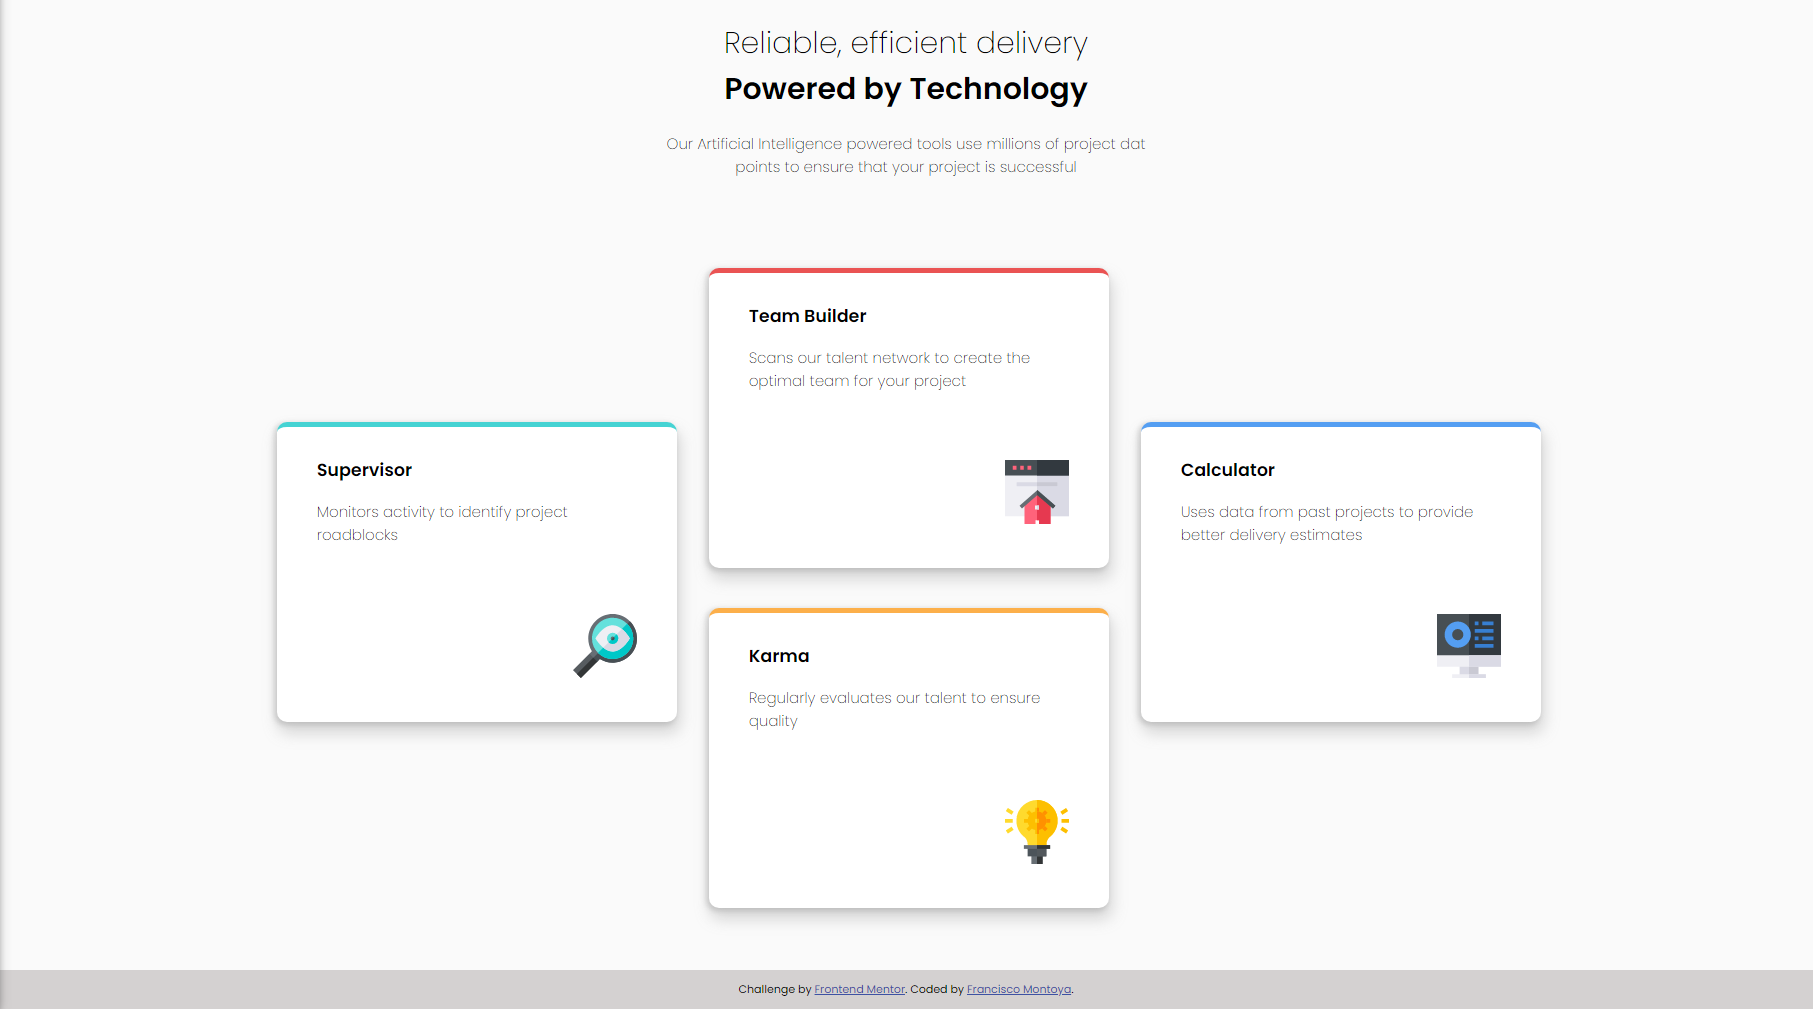 Reliable, efficient delivery
Powered by Technology
Our Artificial Intelligence powered tools use millions of project dat
points to ensure that your project is successful
Team Builder
Scans our talent network to create the
optimal team for your project
Supervisor
Monitors activity to identify project
roadblocks
Calculator
Uses data from past projects to provide
better delivery estimates
Karma
Regularly evaluates our talent to ensure
quality
Challenge by Frontend Mentor. Coded by Francisco Montoya.